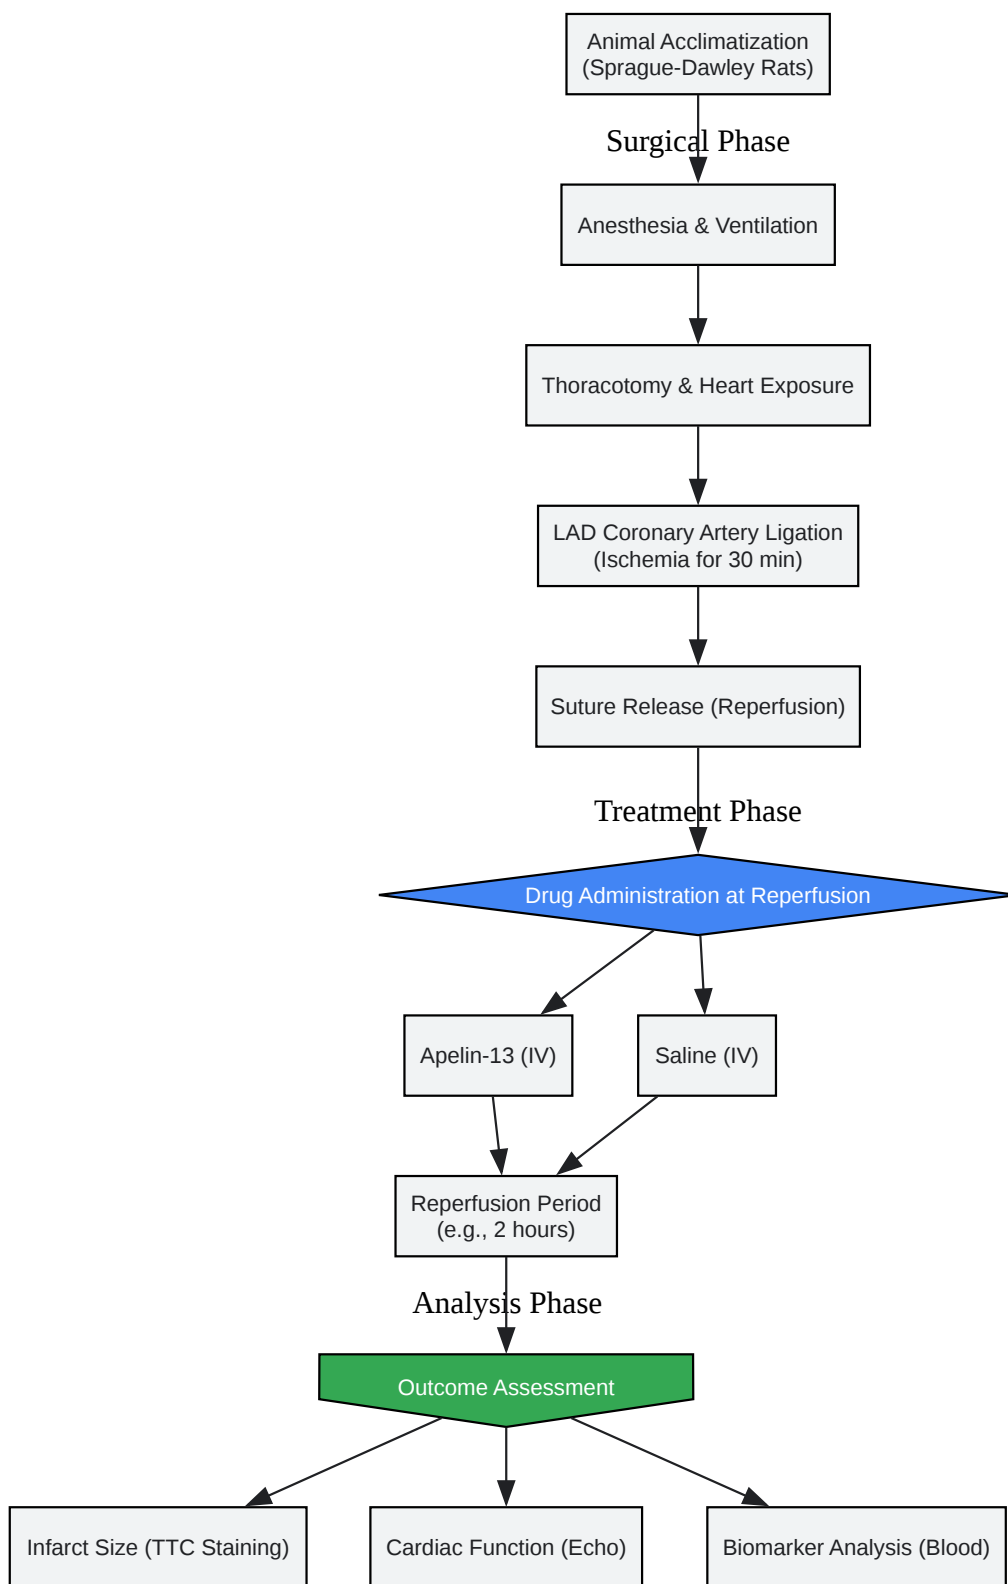 Animal Acclimatization
(Sprague-Dawley Rats)
Surgical Phase
Anesthesia & Ventilation
Thoracotomy & Heart Exposure
LAD Coronary Artery Ligation
(Ischemia for 30 min)
Suture Release (Reperfusion)
Treatment Phase
Drug Administration at Reperfusion
Apelin-13 (IV)
Saline (IV)
Reperfusion Period
(e.g., 2 hours)
Analysis Phase
Outcome Assessment
Infarct Size (TTC Staining)
Cardiac Function (Echo)
Biomarker Analysis (Blood)